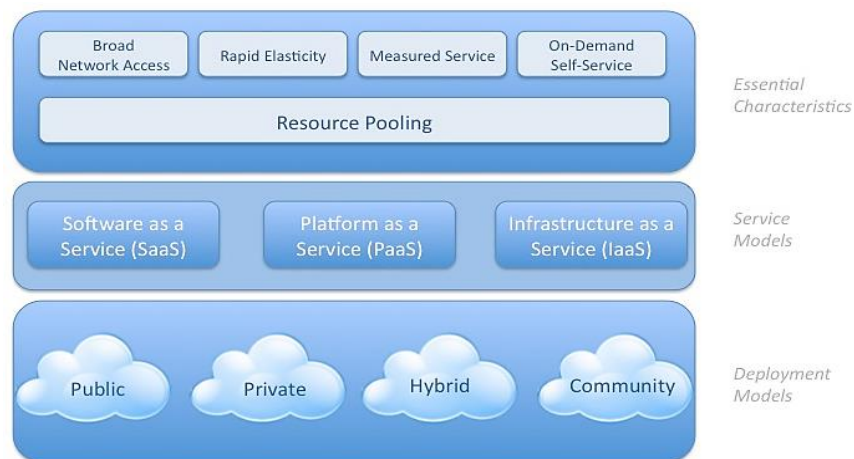 Broad
Network Access
Rapid Elasticity
Measured Service
On-Demand
Self-Service
Resource Pooling
Essential
Characteristics
Software as a
Service (SaaS)
Platform as a
Service (PaaS)
Infrastructure as a
Service (IaaS)
Service
Models
Public
Private
Hybrid
Community
Deployment
Models